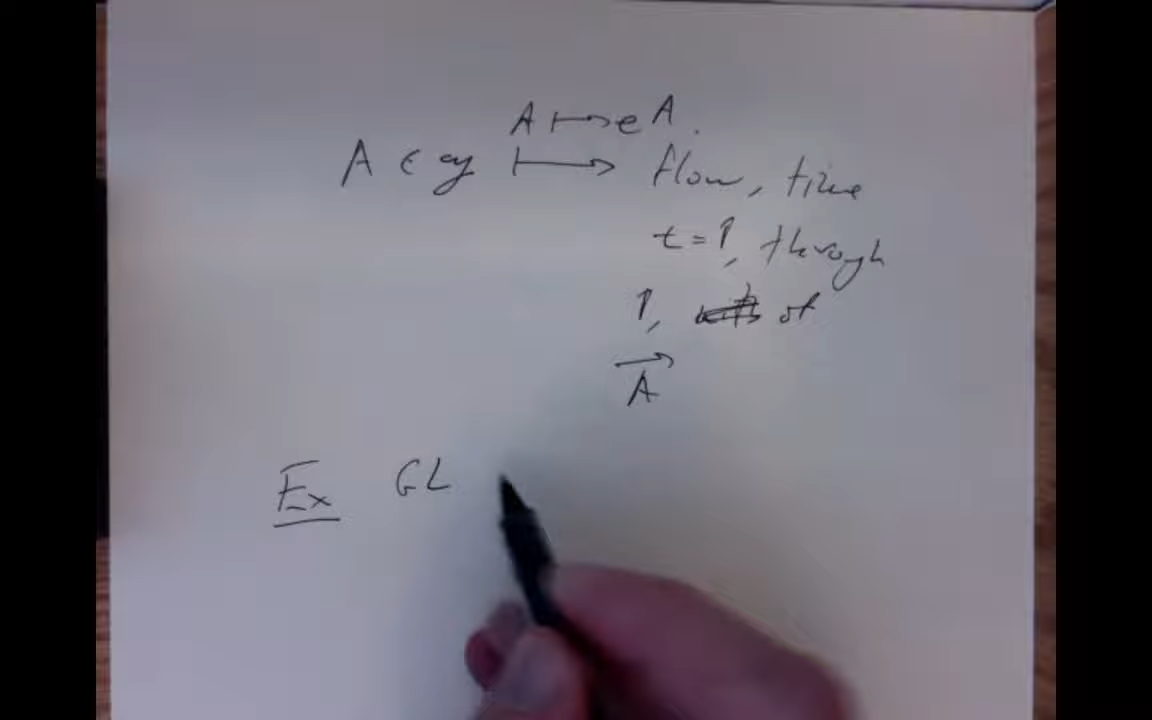 A ↦ e^A.
A ∈ 𝔤 ↦ flow, time
t = 1, through
1, of
→A
Ex GL